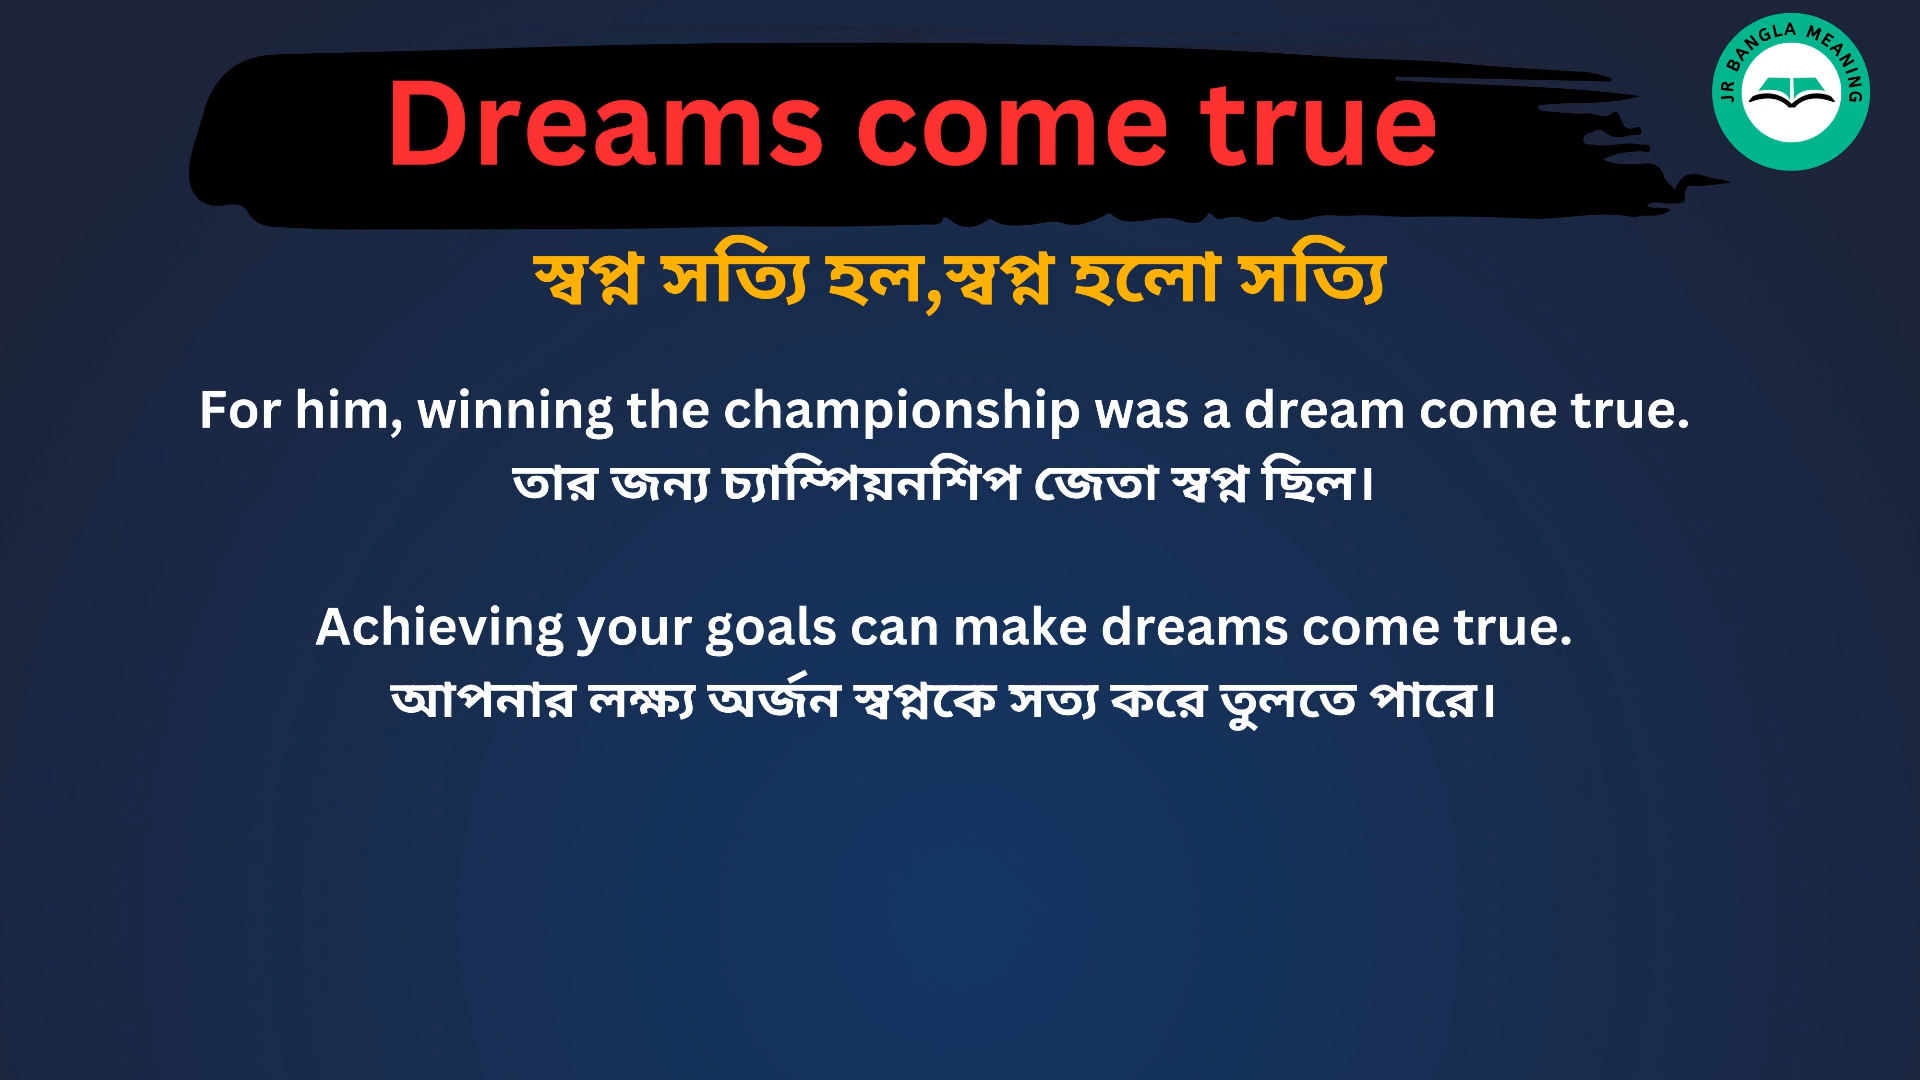 Dreams come true
JR BANGLA MEANING
স্বপ্ন সত্যি হল,স্বপ্ন হলো সত্যি
For him, winning the championship was a dream come true.
তার জন্য চ্যাম্পিয়নশিপ জেতা স্বপ্ন ছিল।
Achieving your goals can make dreams come true.
আপনার লক্ষ্য অর্জন স্বপ্নকে সত্য করে তুলতে পারে।